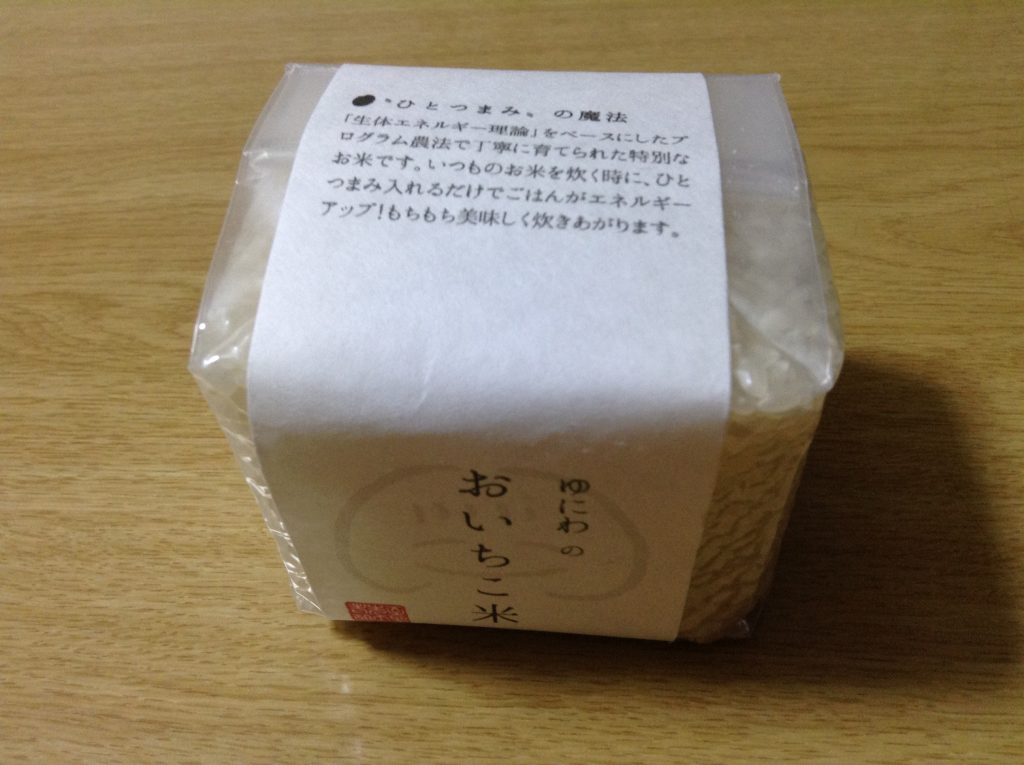 ●〝ひとつまみ〟の魔法
「生体エネルギー理論」をベースにしたプ
ログラム農法で丁寧に育てられた特別な
お米です。いつものお米を炊く時に、ひと
つまみ入れるだけでごはんがエネルギー
アップ!もちもち美味しく炊きあがります。
ゆにわの
おいちこ米